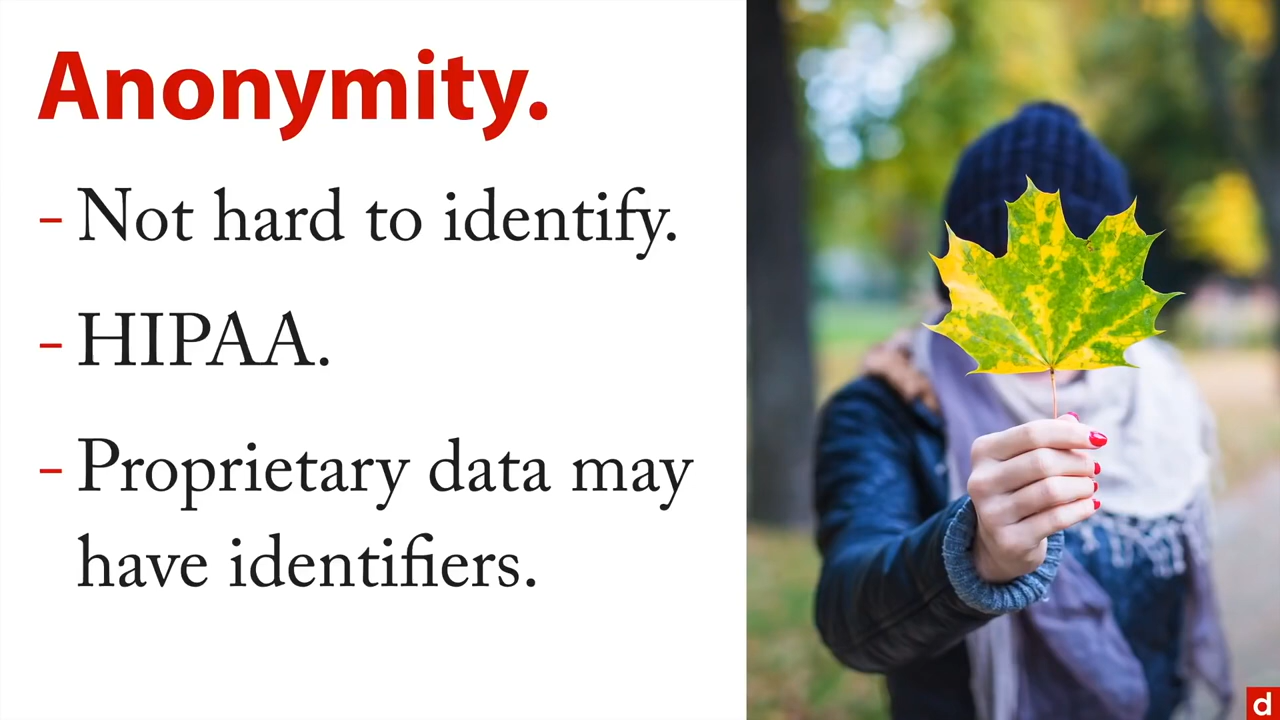 Anonymity.
- Not hard to identify.
- HIPAA.
- Proprietary data may
have identifiers.
d